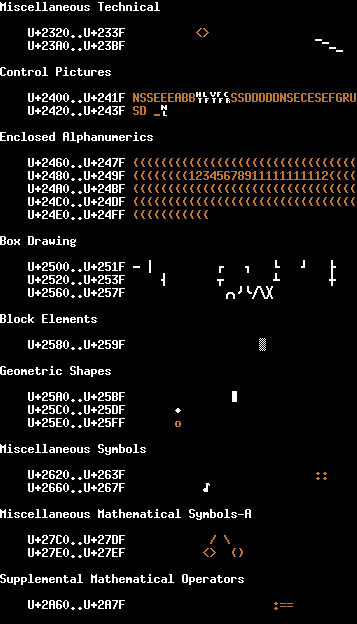 Miscellaneous Technical
U+2320..U+233F <>
U+23A0..U+23BF ⎺⎻⎼⎽
Control Pictures
U+2400..U+241F NSSEEEABB␉␊␋␌␍SSDDDDDNSECESEFGRU
U+2420..U+243F SD _␤
Enclosed Alphanumerics
U+2460..U+247F ((((((((((((((((((((((((((((((((
U+2480..U+249F ((((((((123456789111111111112((((
U+24A0..U+24BF ((((((((((((((((((((((((((((((((
U+24C0..U+24DF ((((((((((((((((((((((((((((((((
U+24E0..U+24FF (((((((((((
Box Drawing
U+2500..U+251F ─ │ ┌ ┐ └ ┘ ├
U+2520..U+253F ┤ ┬ ┴ ┼
U+2560..U+257F ╭╮╯╰╱╲╳
Block Elements
U+2580..U+259F ▒
Geometric Shapes
U+25A0..U+25BF ▮
U+25C0..U+25DF ◆
U+25E0..U+25FF o
Miscellaneous Symbols
U+2620..U+263F ::
U+2660..U+267F ♪
Miscellaneous Mathematical Symbols-A
U+27C0..U+27DF / \
U+27E0..U+27EF <> ()
Supplemental Mathematical Operators
U+2A60..U+2A7F :==